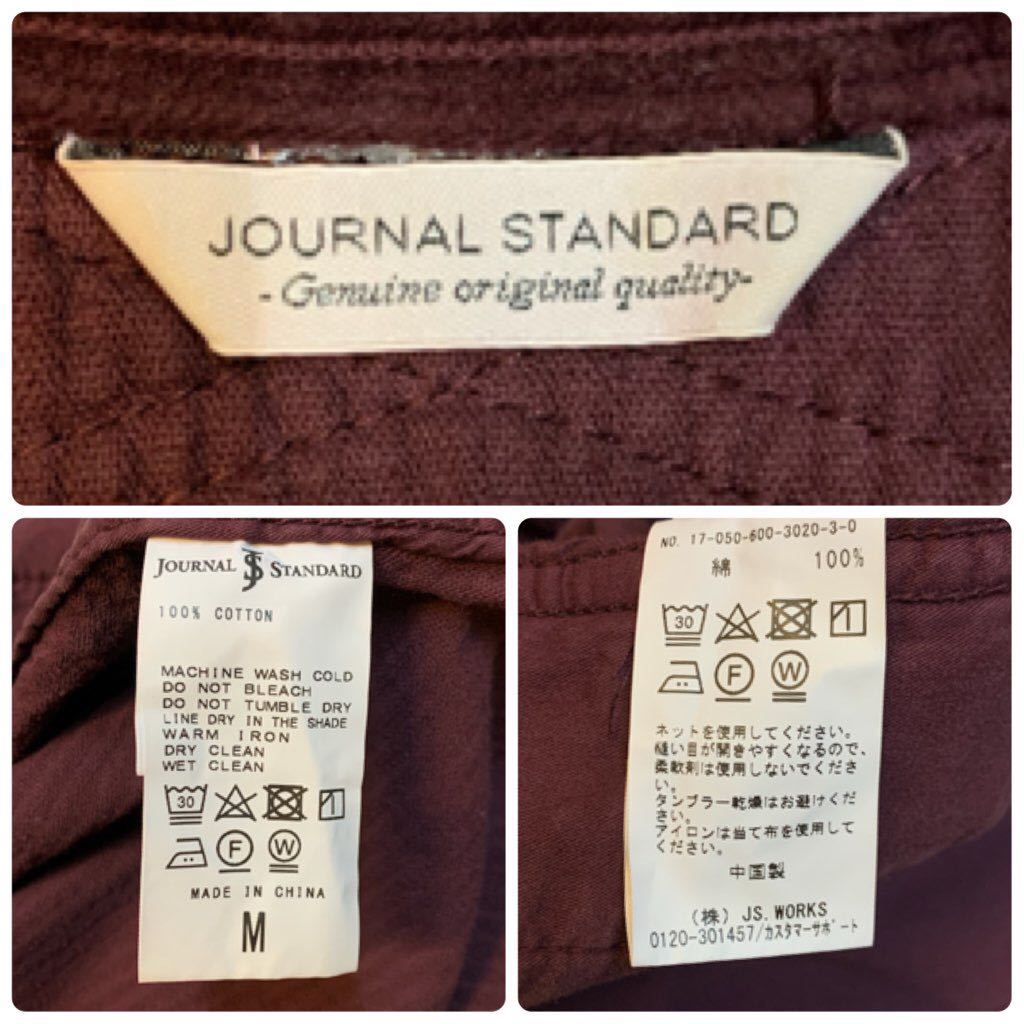 JOURNAL STANDARD
- Genuine original quality-
JOURNAL JS STANDARD
100% COTTON
MACHINE WASH COLD
DO NOT BLEACH
DO NOT TUMBLE DRY
LINE DRY IN THE SHADE
WARM IRON
DRY CLEAN
WET CLEAN
30
F W
MADE IN CHINA
M
NO. 17-050-600-3020-3-0
綿 100%
30
F W
ネットを使用してください。
縫い目が開きやすくなるので、
柔軟剤は使用しないでくださ
い。
タンブラー乾燥はお避けくだ
さい。
アイロンは当て布を使用して
ください。
中国製
(株) JS.WORKS
0120-301457/カスタマーサポート